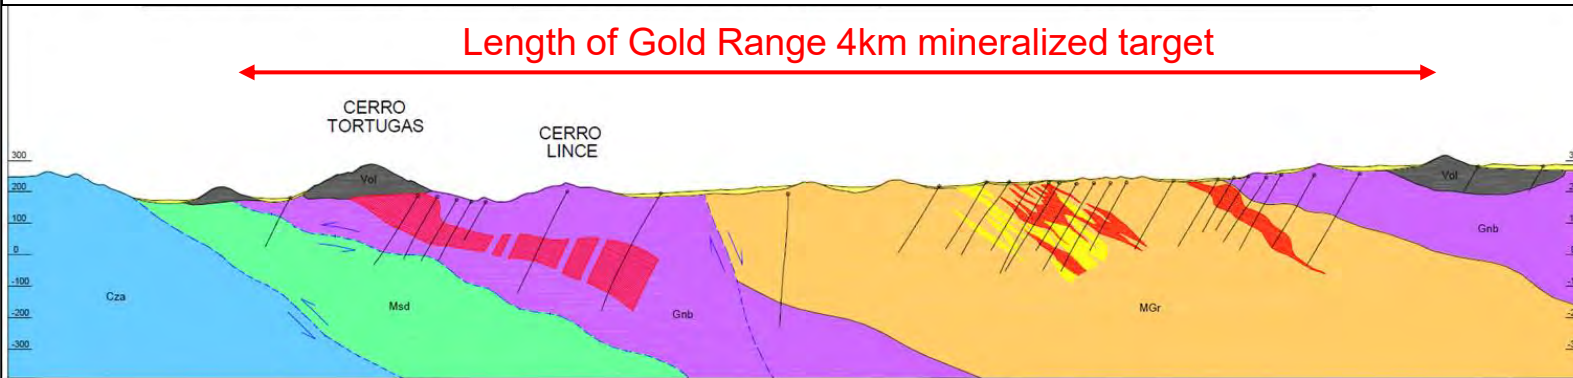 Length of Gold Range 4km mineralized target
CERRO
TORTUGAS
CERRO
LINCE
300
200
100
0
-100
-200
-300
Vol
Vol
Gnb
Cza
Msd
Gnb
MGr